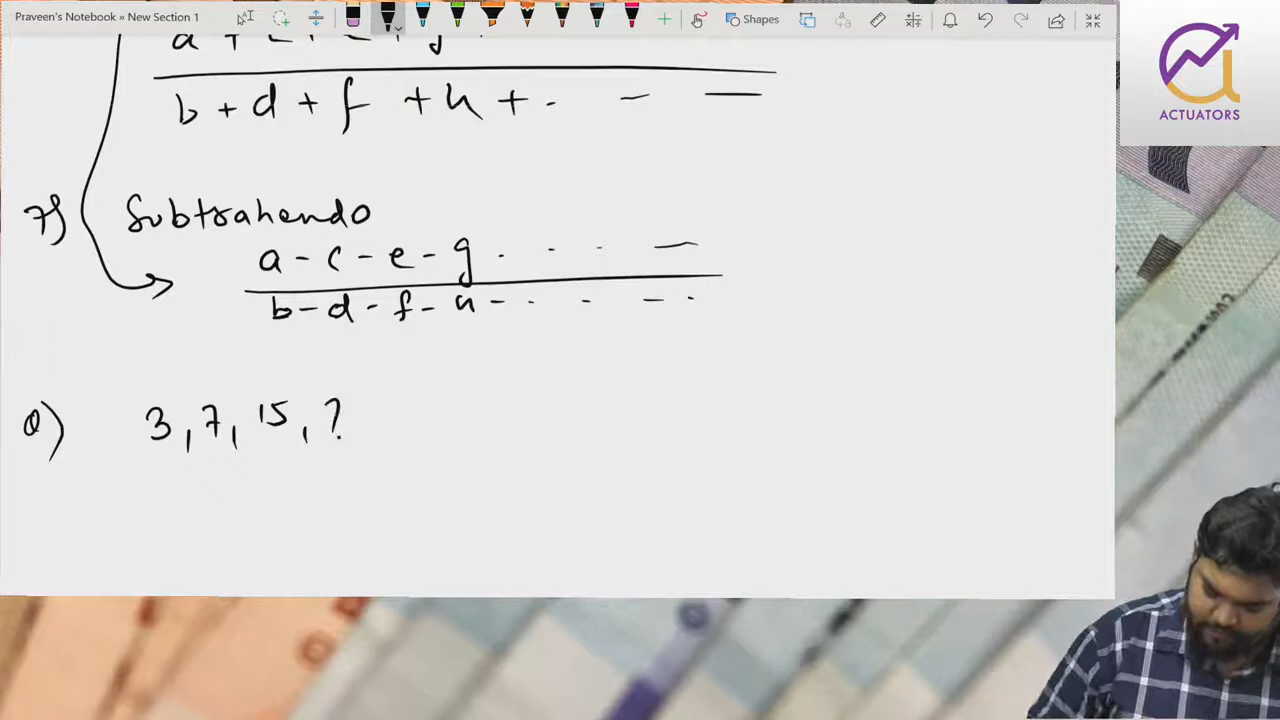 Praveen's Notebook » New Section 1
Shapes
ACTUATORS
b + d + f + h + . - =
7) Subtrahendo
a - c - e - g . . . —
b - d - f - h - . - - .
Q) 3, 7, 15, ?